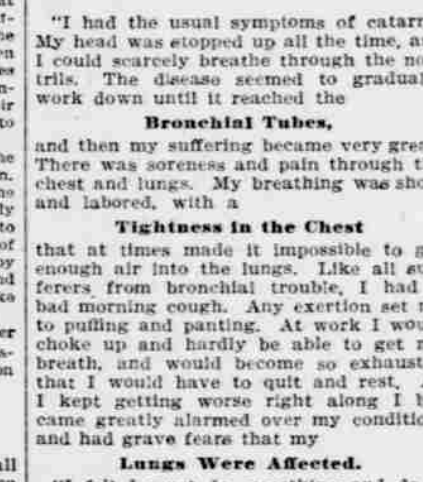 "I had the usual symptoms of catarr
My head was stopped up all the time, a
I could scarcely breathe through the no
trils. The disease seemed to gradual
work down until it reached the
Bronchial Tubes,
and then my suffering became very grea
There was soreness and pain through t
chest and lungs. My breathing was sho
and labored, with a
Tightness in the Chest
that at times made it impossible to g
enough air into the lungs. Like all su
ferers from bronchial trouble, I had
bad morning cough. Any exertion set m
to puffing and panting. At work I wou
choke up and hardly be able to get m
breath, and would become so exhaust
that I would have to quit and rest.
I kept getting worse right along I b
came greatly alarmed over my conditio
and had grave fears that my
Lungs Were Affected.